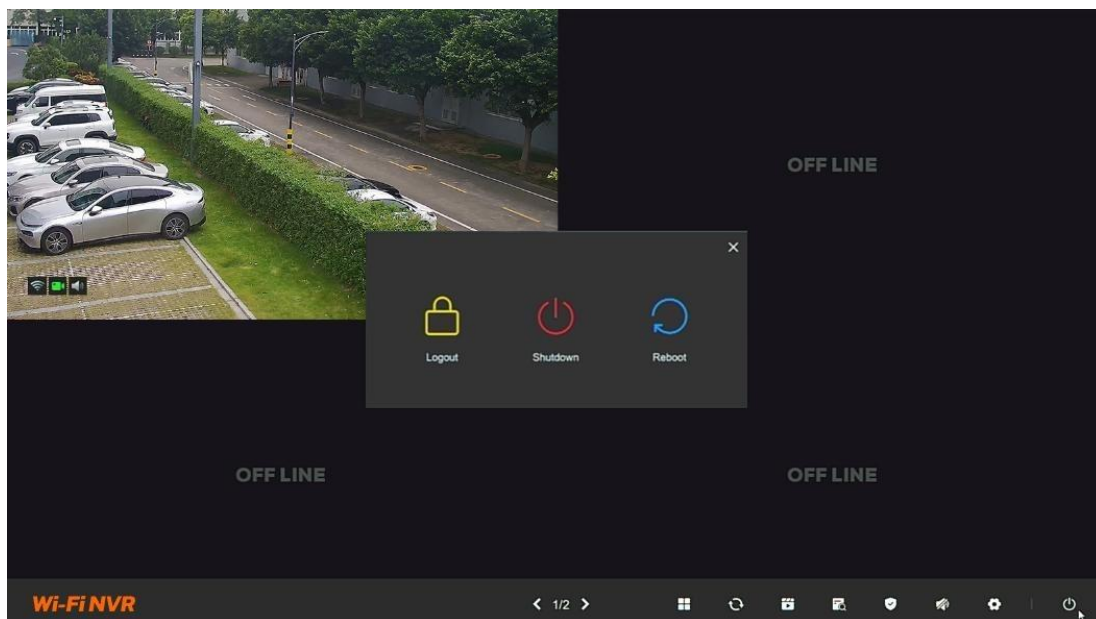 OFF LINE
×
Logout Shutdown Reboot
OFF LINE OFF LINE
Wi-Fi NVR < 1/2 >